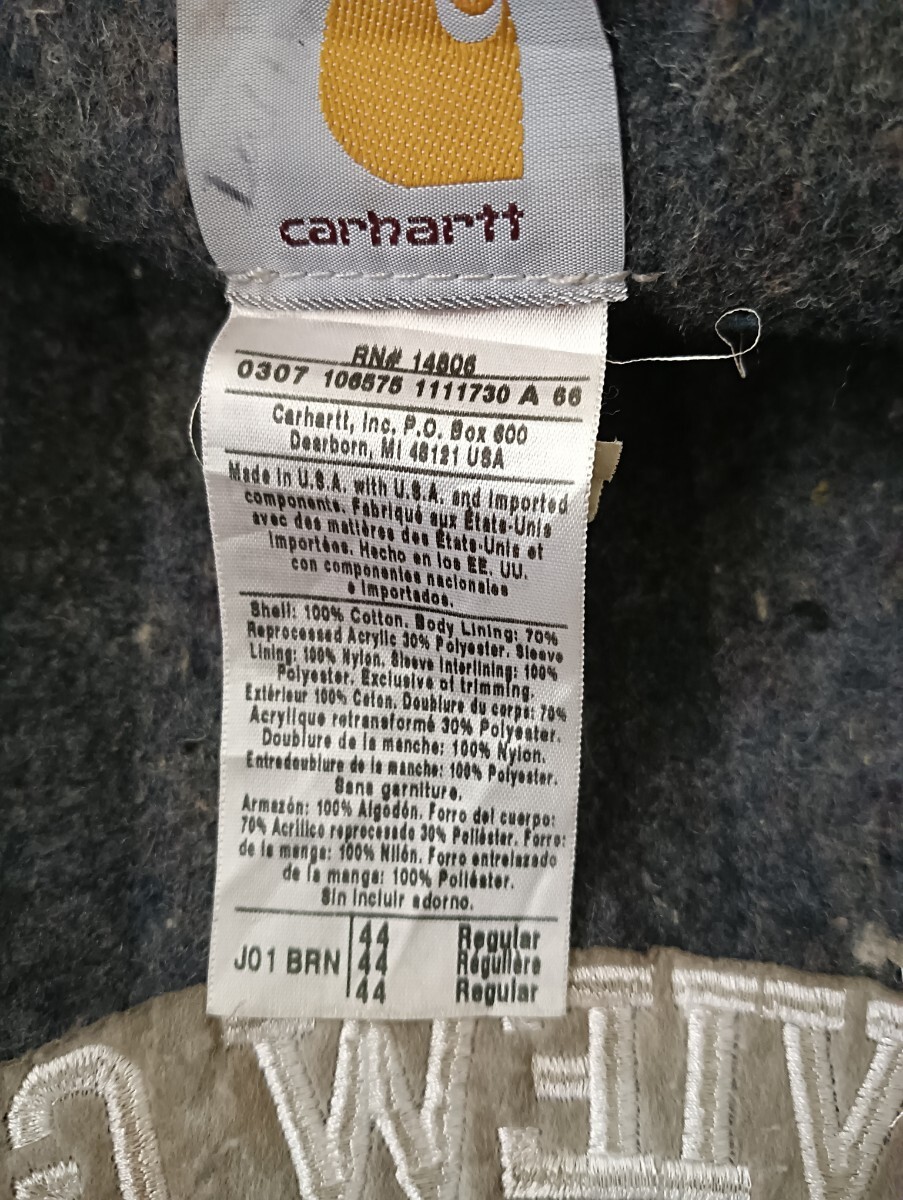 carhartt
RN# 14806
0307 106575 1111730 A 66
Carhartt, Inc. P.O. Box 600
Dearborn, MI 48121 USA
Made in U.S.A. with U.S.A. and Imported
components. Fabriqué aux États-Unis
avec des matières des États-Unis et
Importées. Hecho en los EE. UU.
con componentes nacionales
e Importados.
Shell: 100% Cotton. Body Lining: 70%
Reprocessed Acrylic 30% Polyester. Sleeve
Lining: 100% Nylon. Sleeve Interlining: 100%
Polyester. Exclusive of trimming.
Extérieur 100% Coton. Doublure du corps: 70%
Acrylique retransformé 30% Polyester.
Doublure de la manche: 100% Nylon.
Entredoublure de la manche: 100% Polyester.
Sans garniture.
Armazón: 100% Algodón. Forro del cuerpo:
70% Acrílico reprocesado 30% Poliéster. Forro:
de la manga: 100% Nilón. Forro entrelazado
de la manga: 100% Poliéster.
Sin incluir adorno.
44 Regular
J01 BRN 44 Régulière
44 Regular